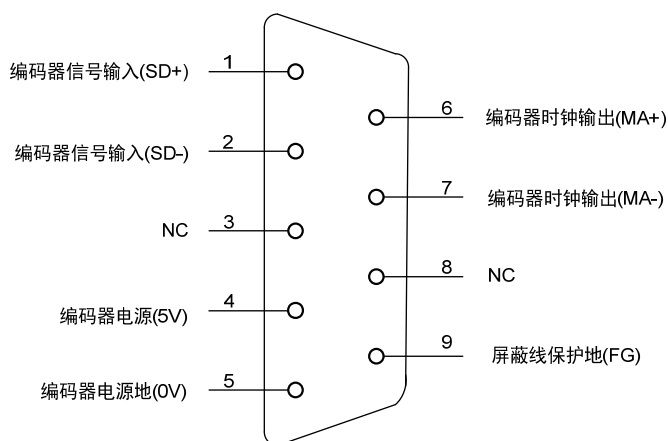 编码器信号输入(SD+) 1
6 编码器时钟输出(MA+)
编码器信号输入(SD-) 2
7 编码器时钟输出(MA-)
NC 3
8 NC
编码器电源(5V) 4
9 屏蔽线保护地(FG)
编码器电源地(0V) 5